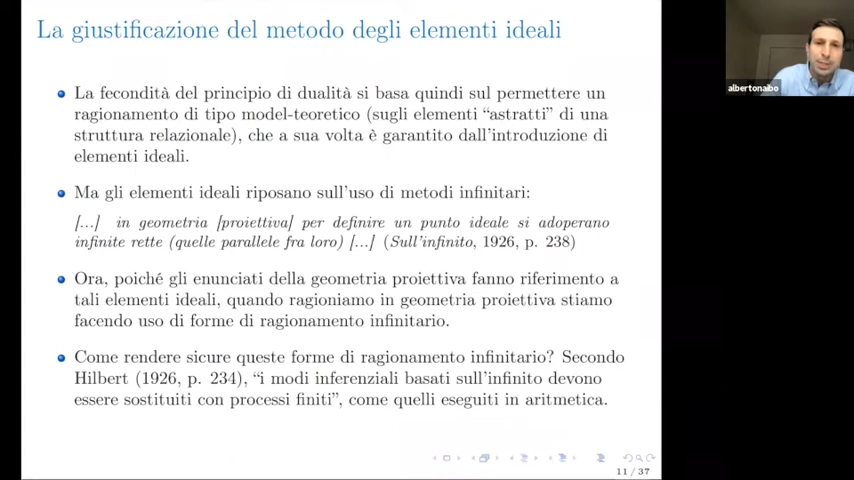 La giustificazione del metodo degli elementi ideali
La fecondità del principio di dualità si basa quindi sul permettere un
ragionamento di tipo model-teoretico (sugli elementi “astratti” di una
struttura relazionale), che a sua volta è garantito dall'introduzione di
elementi ideali.
Ma gli elementi ideali riposano sull'uso di metodi infinitari:
[...] in geometria [proiettiva] per definire un punto ideale si adoperano
infinite rette (quelle parallele fra loro) [...] (Sull'infinito, 1926, p. 238)
Ora, poiché gli enunciati della geometria proiettiva fanno riferimento a
tali elementi ideali, quando ragioniamo in geometria proiettiva stiamo
facendo uso di forme di ragionamento infinitario.
Come rendere sicure queste forme di ragionamento infinitario? Secondo
Hilbert (1926, p. 234), “i modi inferenziali basati sull'infinito devono
essere sostituiti con processi finiti”, come quelli eseguiti in aritmetica.
11 / 37
albertonaibo